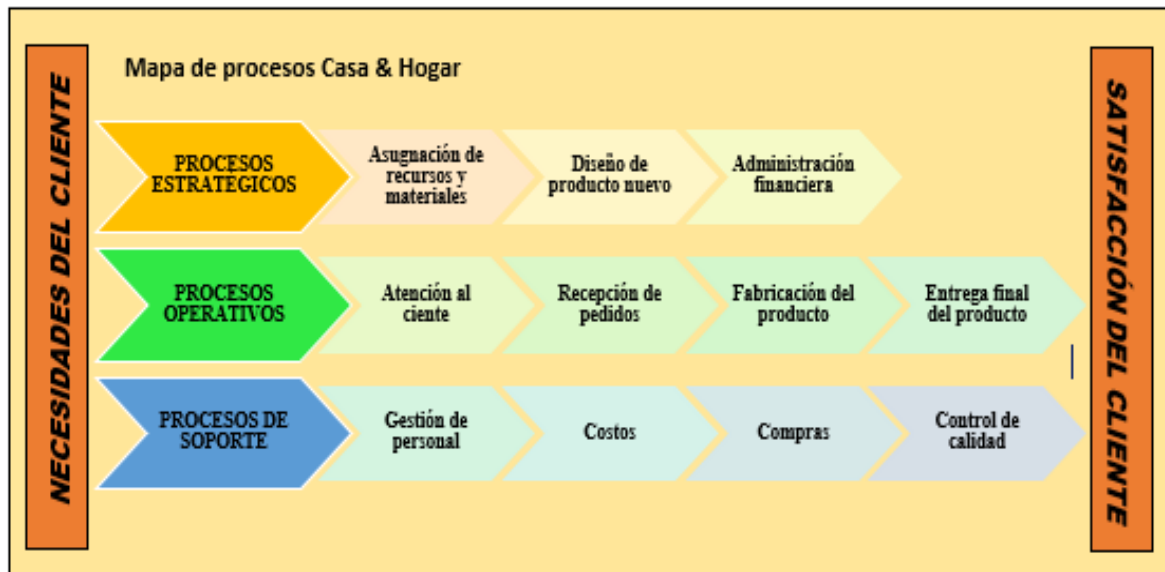 Mapa de procesos Casa & Hogar
NECESIDADES DEL CLIENTE
PROCESOS
ESTRATÉGICOS
Asugnación de
recursos y
materiales
Diseño de
producto nuevo
Administración
financiera
PROCESOS
OPERATIVOS
Atención al
ciente
Recepción de
pedidos
Fabricación del
producto
Entrega final
del producto
PROCESOS DE
SOPORTE
Gestión de
personal
Costos
Compras
Control de
calidad
SATISFACCIÓN DEL CLIENTE